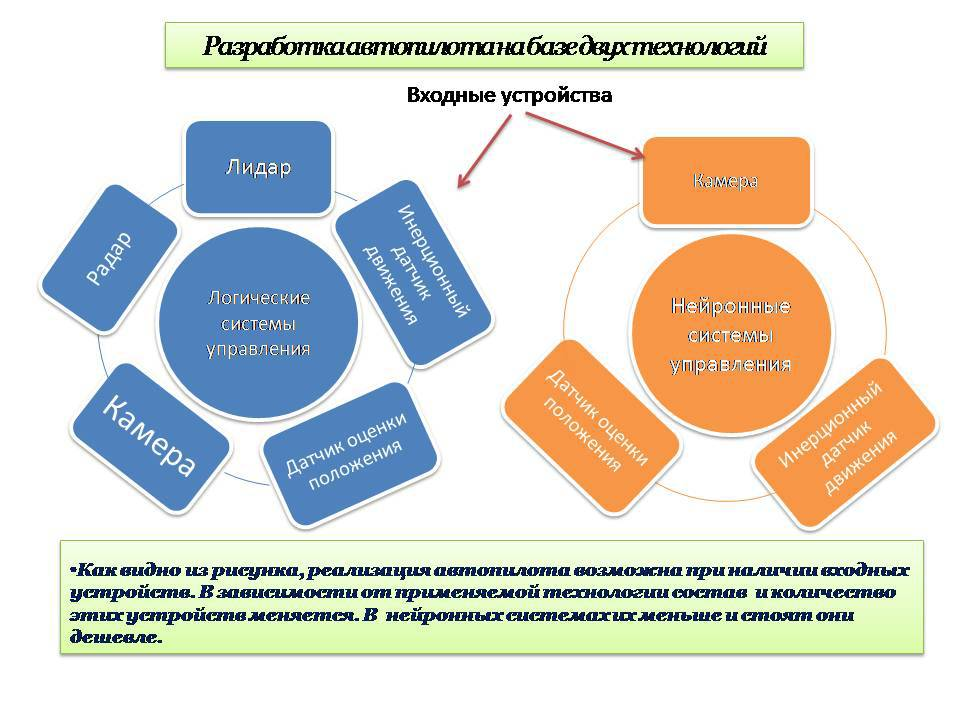 Разработка автопилота на базе двух технологий
Входные устройства
Лидар
Инерционный
датчик
движения
Датчик оценки
положения
Камера
Радар
Логические
системы
управления
Камера
Инерционный
датчик
движения
Датчик оценки
положения
Нейронные
системы
управления
•Как видно из рисунка, реализация автопилота возможна при наличии входных
устройств. В зависимости от применяемой технологии состав и количество
этих устройств меняется. В нейронных системах их меньше и стоят они
дешевле.